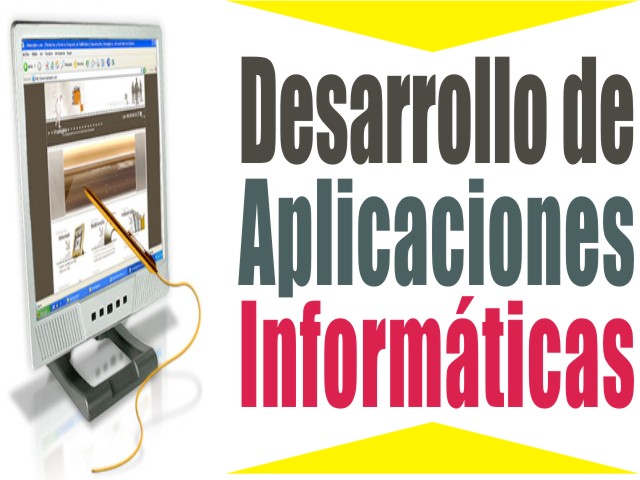 Desarrollo de
Aplicaciones
Informáticas